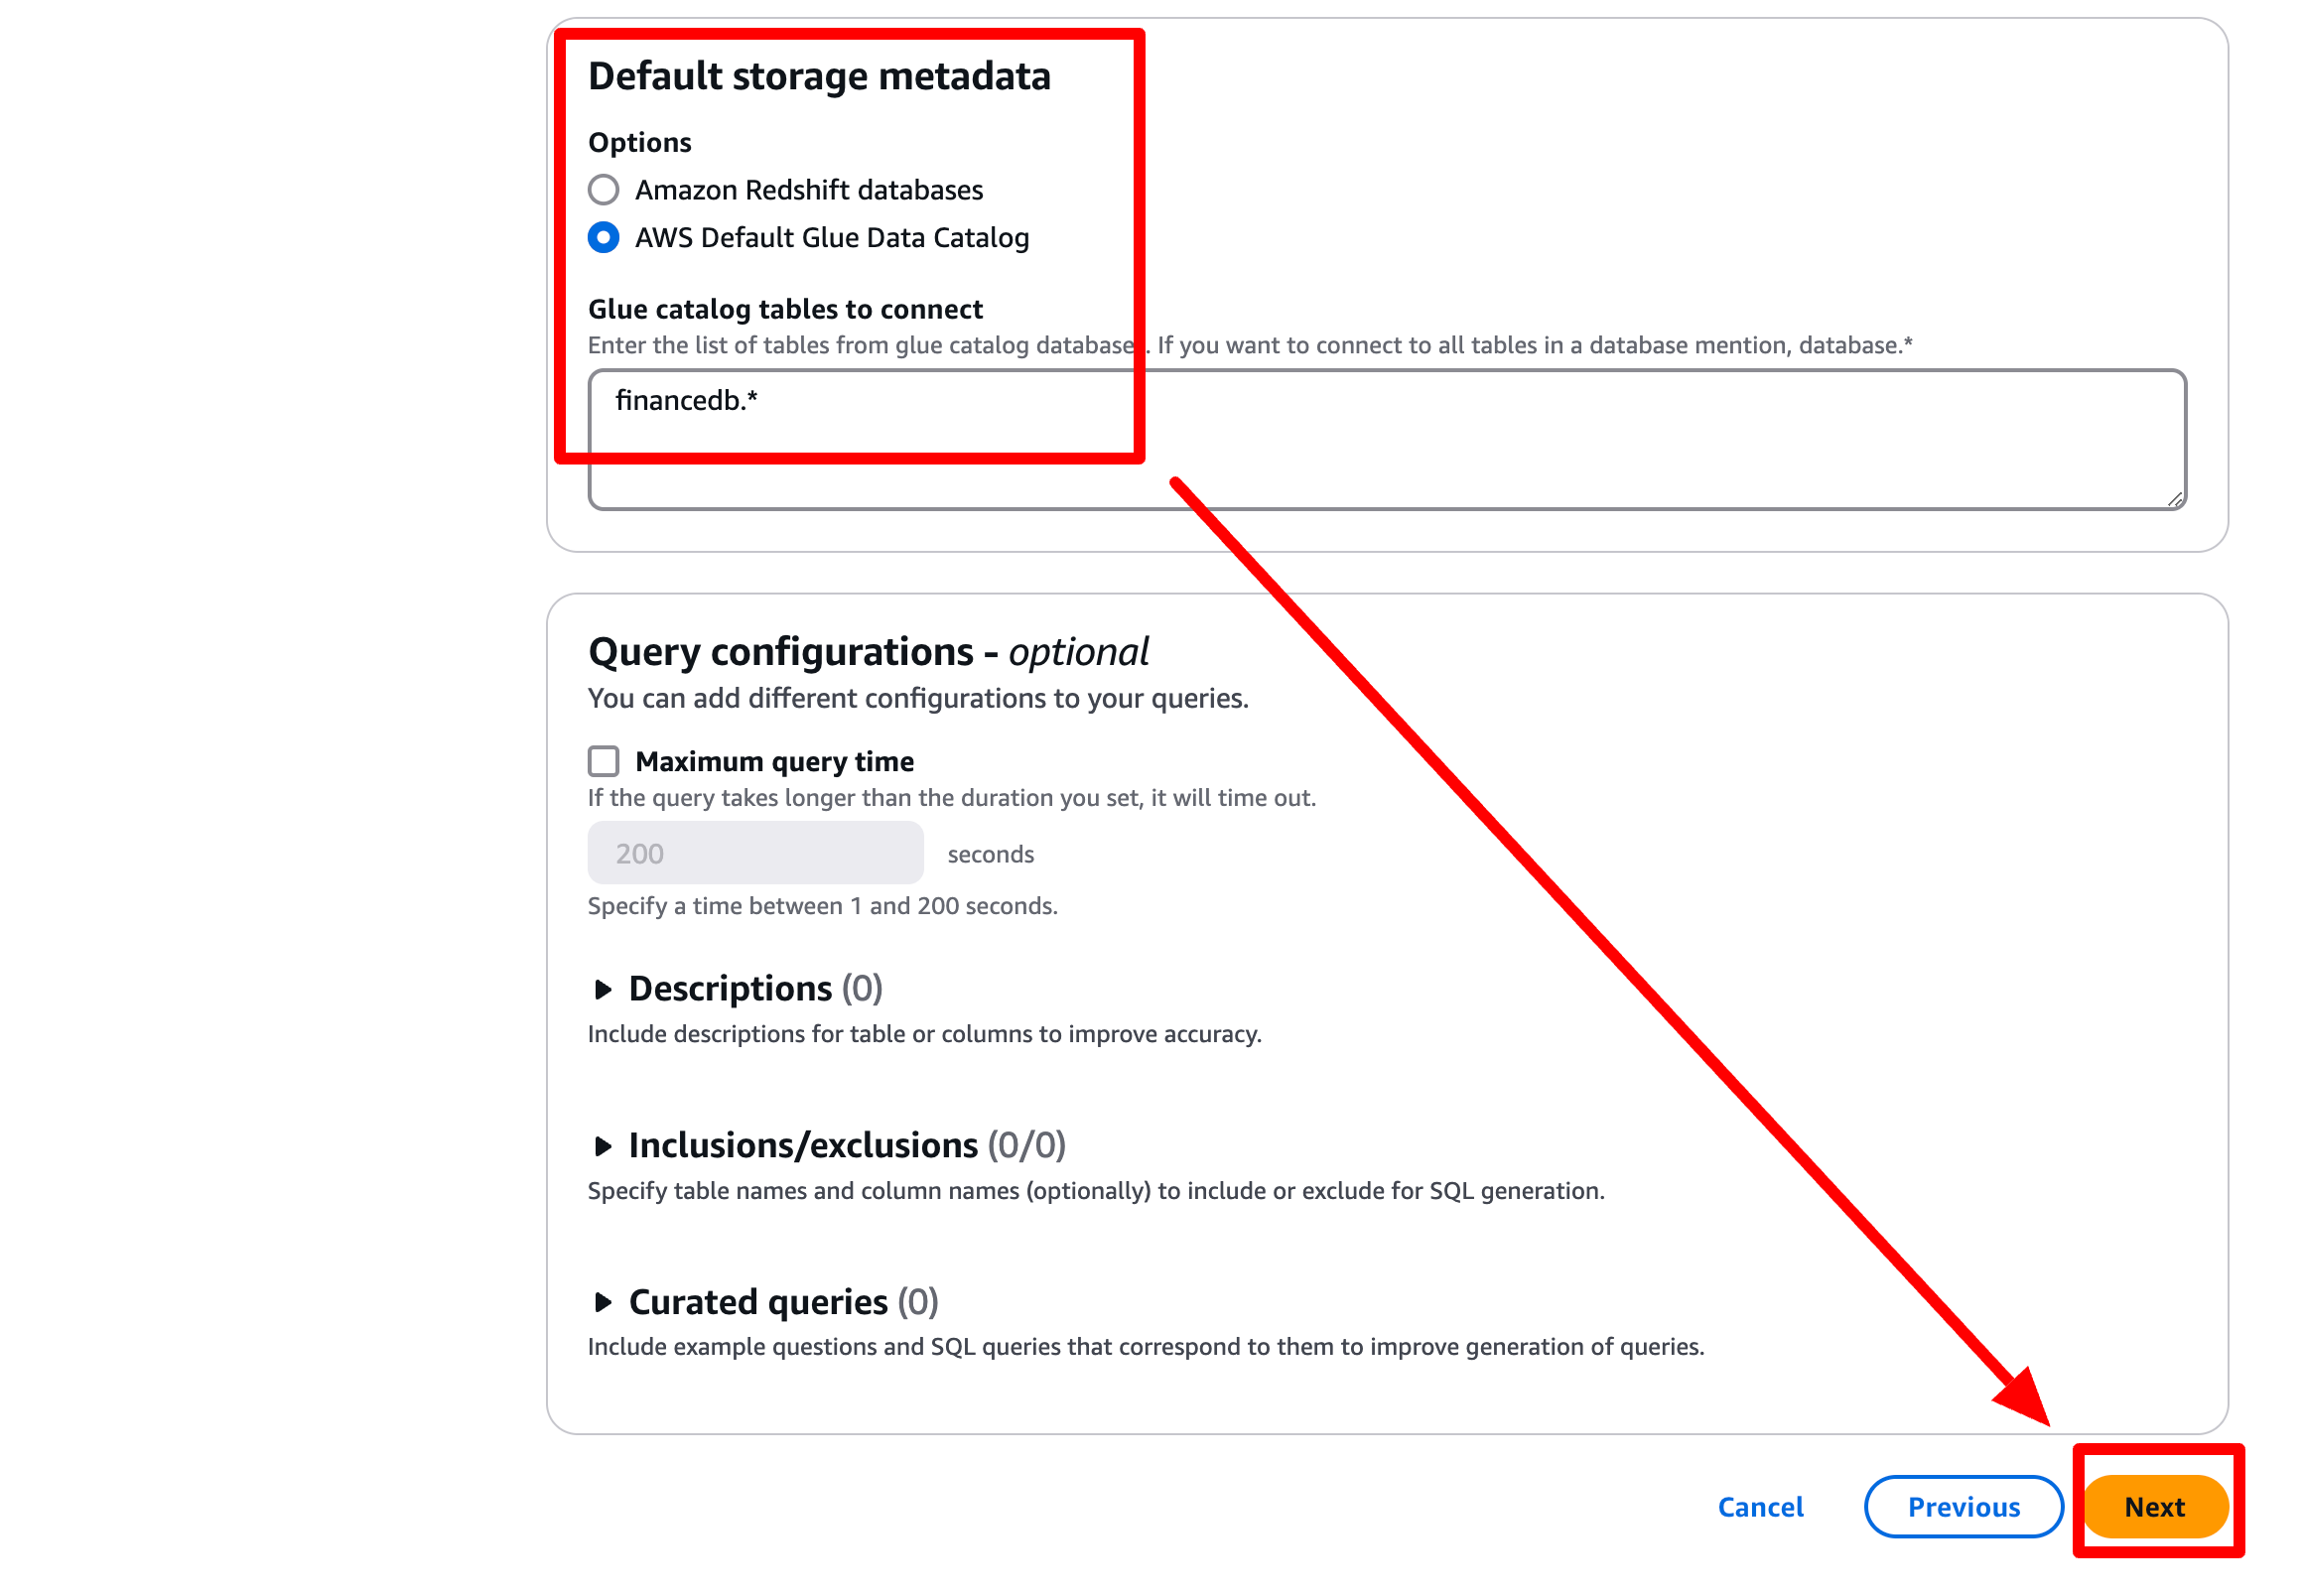 Default storage metadata
Options
Amazon Redshift databases
AWS Default Glue Data Catalog
Glue catalog tables to connect
Enter the list of tables from glue catalog database. If you want to connect to all tables in a database mention, database.*
financedb.*
Query configurations - optional
You can add different configurations to your queries.
Maximum query time
If the query takes longer than the duration you set, it will time out.
200 seconds
Specify a time between 1 and 200 seconds.
Descriptions (0)
Include descriptions for table or columns to improve accuracy.
Inclusions/exclusions (0/0)
Specify table names and column names (optionally) to include or exclude for SQL generation.
Curated queries (0)
Include example questions and SQL queries that correspond to them to improve generation of queries.
Cancel Previous Next